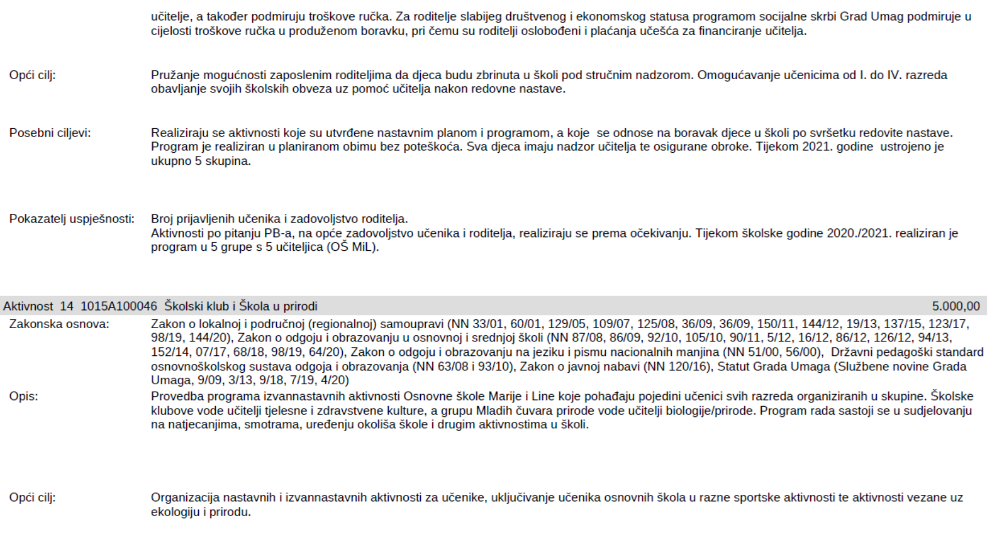 učitelje, a također podmiruju troškove ručka. Za roditelje slabijeg društvenog i ekonomskog statusa programom socijalne skrbi Grad Umag podmiruje u
cijelosti troškove ručka u produženom boravku, pri čemu su roditelji oslobođeni i plaćanja učešća za financiranje učitelja.
Opći cilj: Pružanje mogućnosti zaposlenim roditeljima da djeca budu zbrinuta u školi pod stručnim nadzorom. Omogućavanje učenicima od I. do IV. razreda
obavljanje svojih školskih obveza uz pomoć učitelja nakon redovne nastave.
Posebni ciljevi: Realiziraju se aktivnosti koje su utvrđene nastavnim planom i programom, a koje  se odnose na boravak djece u školi po svršetku redovite nastave.
Program je realiziran u planiranom obimu bez poteškoća. Sva djeca imaju nadzor učitelja te osigurane obroke. Tijekom 2021. godine  ustrojeno je
ukupno 5 skupina.
Pokazatelj uspješnosti: Broj prijavljenih učenika i zadovoljstvo roditelja.
Aktivnosti po pitanju PB-a, na opće zadovoljstvo učenika i roditelja, realiziraju se prema očekivanju. Tijekom školske godine 2020./2021. realiziran je
program u 5 grupe s 5 učiteljica (OŠ MiL).
Aktivnost 14 1015A100046 Školski klub i Škola u prirodi 5.000,00
Zakonska osnova: Zakon o lokalnoj i područnoj (regionalnoj) samoupravi (NN 33/01, 60/01, 129/05, 109/07, 125/08, 36/09, 36/09, 150/11, 144/12, 19/13, 137/15, 123/17,
98/19, 144/20), Zakon o odgoju i obrazovanju u osnovnoj i srednjoj školi (NN 87/08, 86/09, 92/10, 105/10, 90/11, 5/12, 16/12, 86/12, 126/12, 94/13,
152/14, 07/17, 68/18, 98/19, 64/20), Zakon o odgoju i obrazovanju na jeziku i pismu nacionalnih manjina (NN 51/00, 56/00),  Državni pedagoški standard
osnovnoškolskog sustava odgoja i obrazovanja (NN 63/08 i 93/10), Zakon o javnoj nabavi (NN 120/16), Statut Grada Umaga (Službene novine Grada
Umaga, 9/09, 3/13, 9/18, 7/19, 4/20)
Opis: Provedba programa izvannastavnih aktivnosti Osnovne škole Marije i Line koje pohađaju pojedini učenici svih razreda organiziranih u skupine. Školske
klubove vode učitelji tjelesne i zdravstvene kulture, a grupu Mladih čuvara prirode vode učitelji biologije/prirode. Program rada sastoji se u sudjelovanju
na natjecanjima, smotrama, uređenju okoliša škole i drugim aktivnostima u školi.
Opći cilj: Organizacija nastavnih i izvannastavnih aktivnosti za učenike, uključivanje učenika osnovnih škola u razne sportske aktivnosti te aktivnosti vezane uz
ekologiju i prirodu.